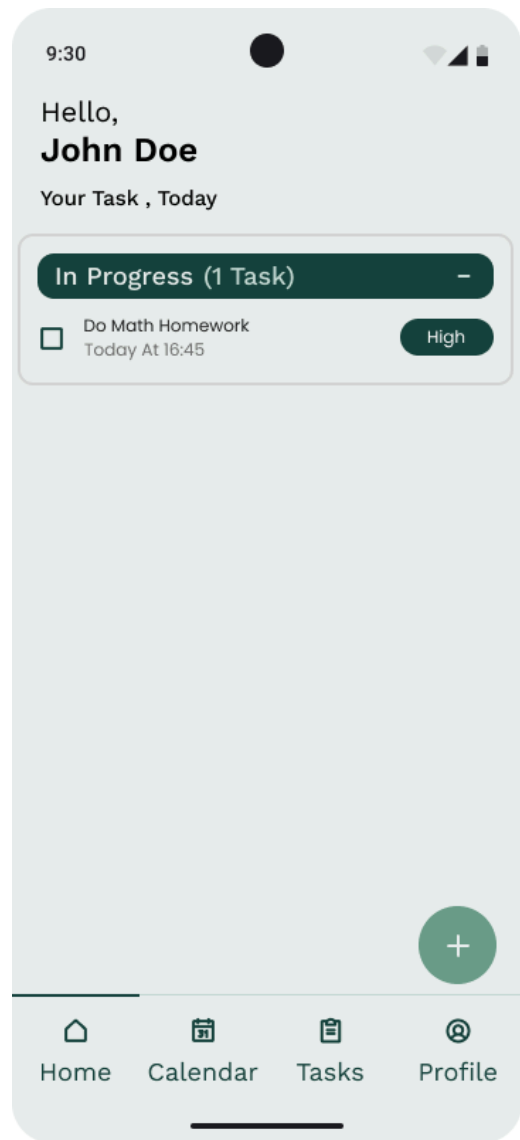 9:30
Hello,
John Doe
Your Task , Today
In Progress (1 Task) –
Do Math Homework
Today At 16:45
High
+
31
Home Calendar Tasks Profile